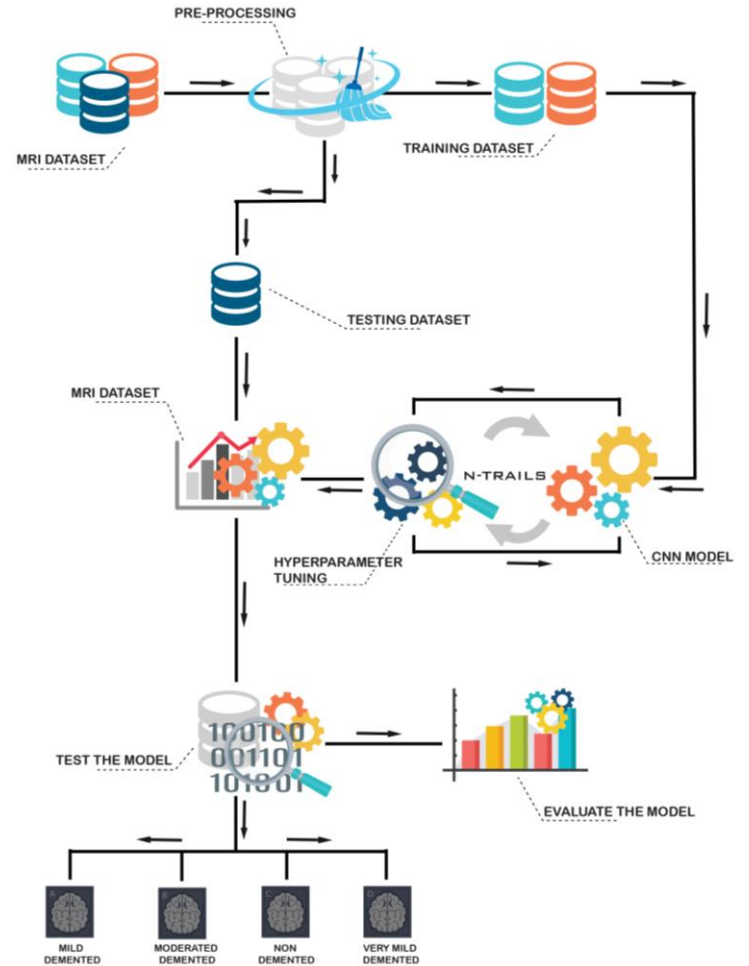 PRE-PROCESSING
MRI DATASET
TRAINING DATASET
TESTING DATASET
MRI DATASET
N-TRAILS
HYPERPARAMETER
TUNING
CNN MODEL
100100
001101
101001
TEST THE MODEL
EVALUATE THE MODEL
A
B
C
D
MILD
DEMENTED
MODERATED
DEMENTED
NON
DEMENTED
VERY MILD
DEMENTED